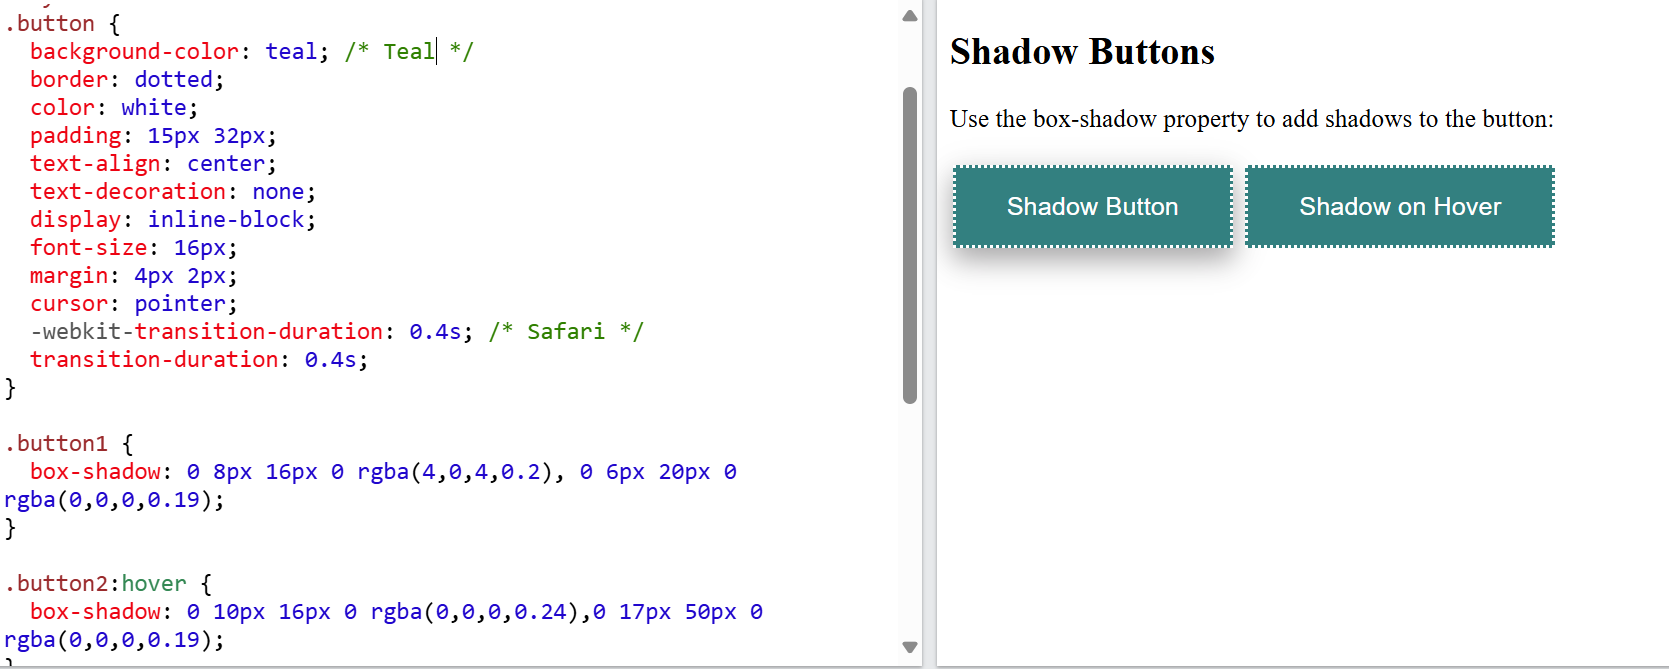 .button {
  background-color: teal; /* Teal */
  border: dotted;
  color: white;
  padding: 15px 32px;
  text-align: center;
  text-decoration: none;
  display: inline-block;
  font-size: 16px;
  margin: 4px 2px;
  cursor: pointer;
  -webkit-transition-duration: 0.4s; /* Safari */
  transition-duration: 0.4s;
}

.button1 {
  box-shadow: 0 8px 16px 0 rgba(4,0,4,0.2), 0 6px 20px 0
rgba(0,0,0,0.19);
}

.button2:hover {
  box-shadow: 0 10px 16px 0 rgba(0,0,0,0.24),0 17px 50px 0
rgba(0,0,0,0.19);
Shadow Buttons
Use the box-shadow property to add shadows to the button:
Shadow Button
Shadow on Hover